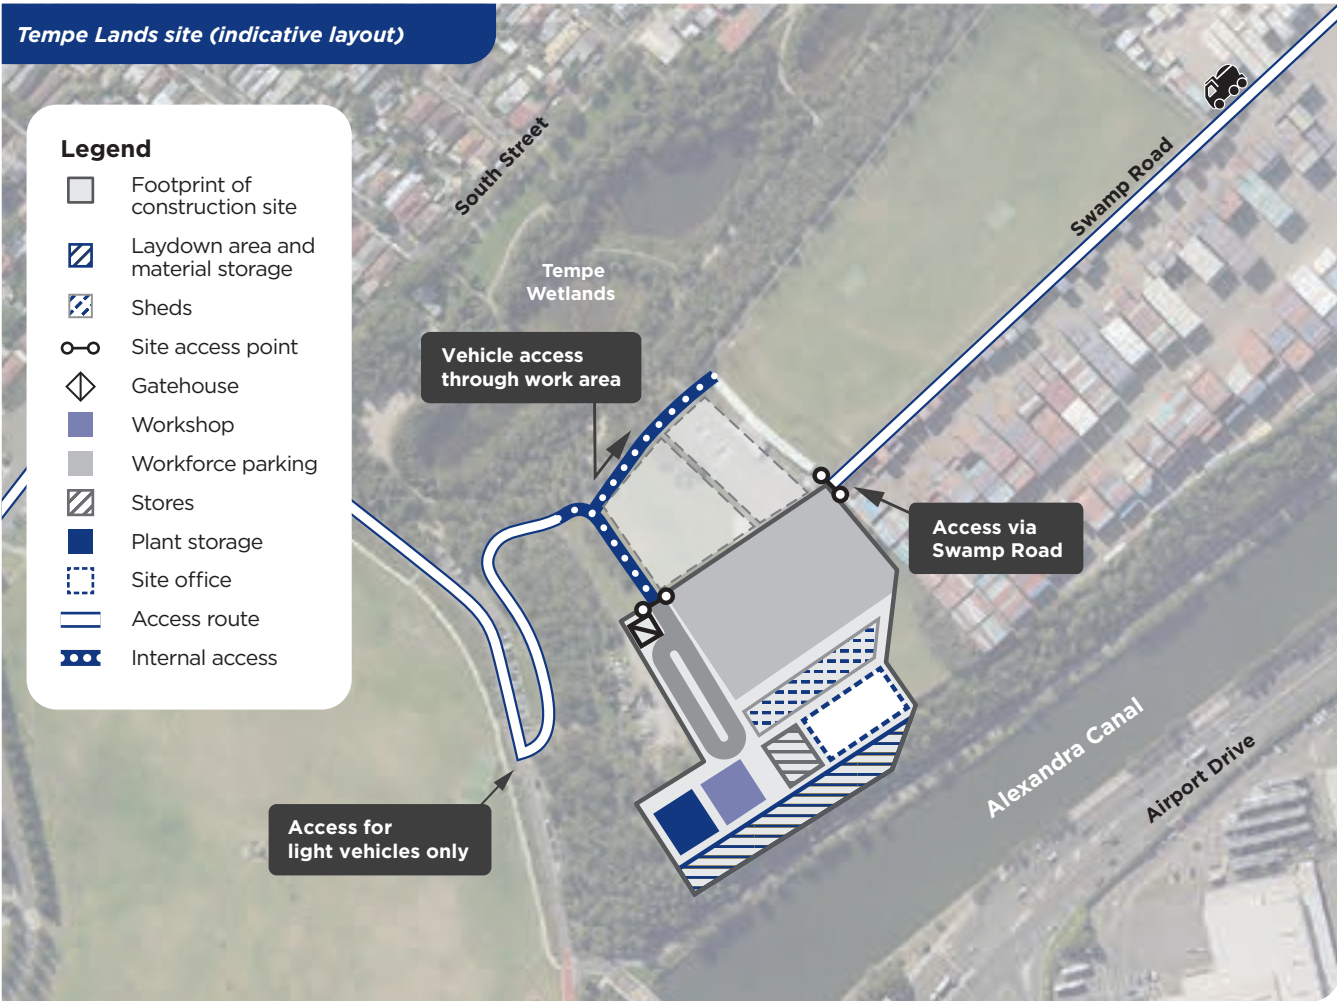 Tempe Lands site (indicative layout)
Legend
Footprint of
construction site
Laydown area and
material storage
Sheds
Site access point
Gatehouse
Workshop
Workforce parking
Stores
Plant storage
Site office
Access route
Internal access
South Street
Swamp Road
Tempe
Wetlands
Vehicle access
through work area
Access via
Swamp Road
Alexandra Canal
Airport Drive
Access for
light vehicles only